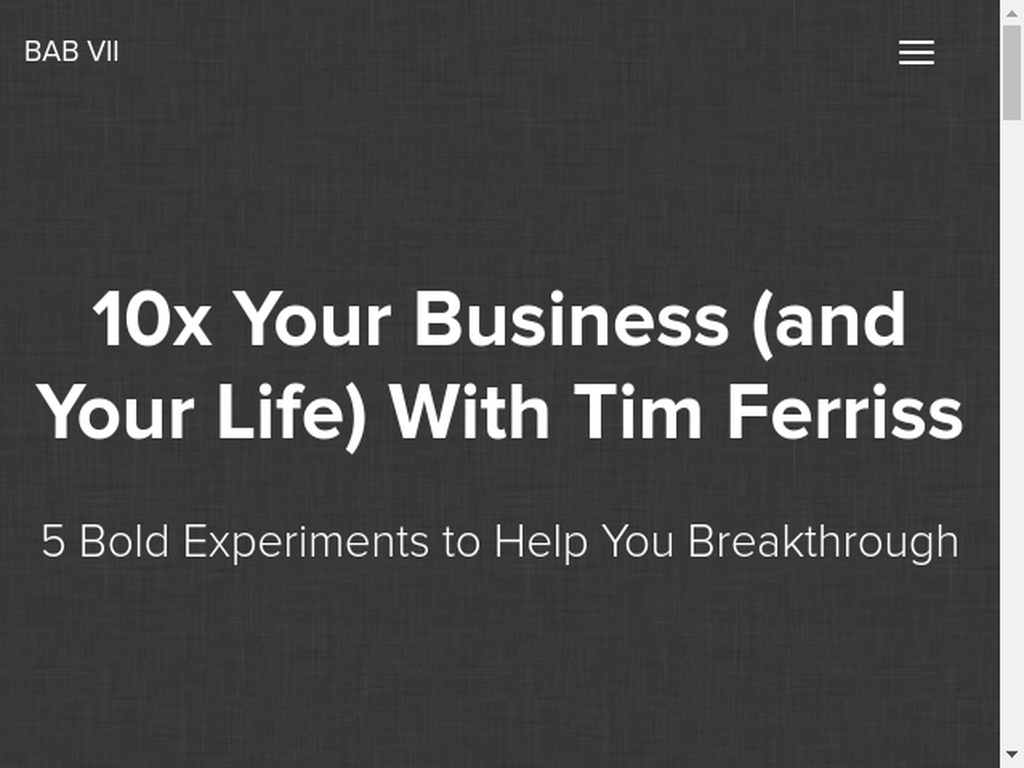 BAB VII
10x Your Business (and
Your Life) With Tim Ferriss
5 Bold Experiments to Help You Breakthrough